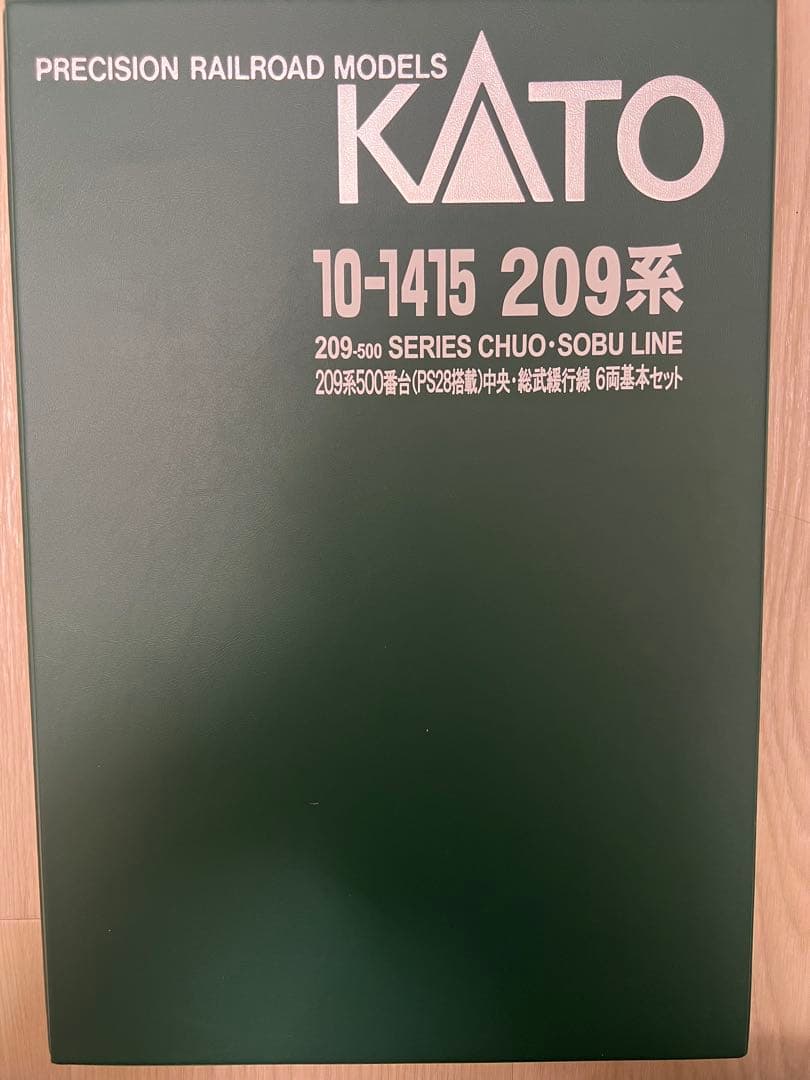 PRECISION RAILROAD MODELS
KATO
10-1415 209系
209-500 SERIES CHUO・SOBU LINE
209系500番台(PS28搭載)中央・総武緩行線 6両基本セット